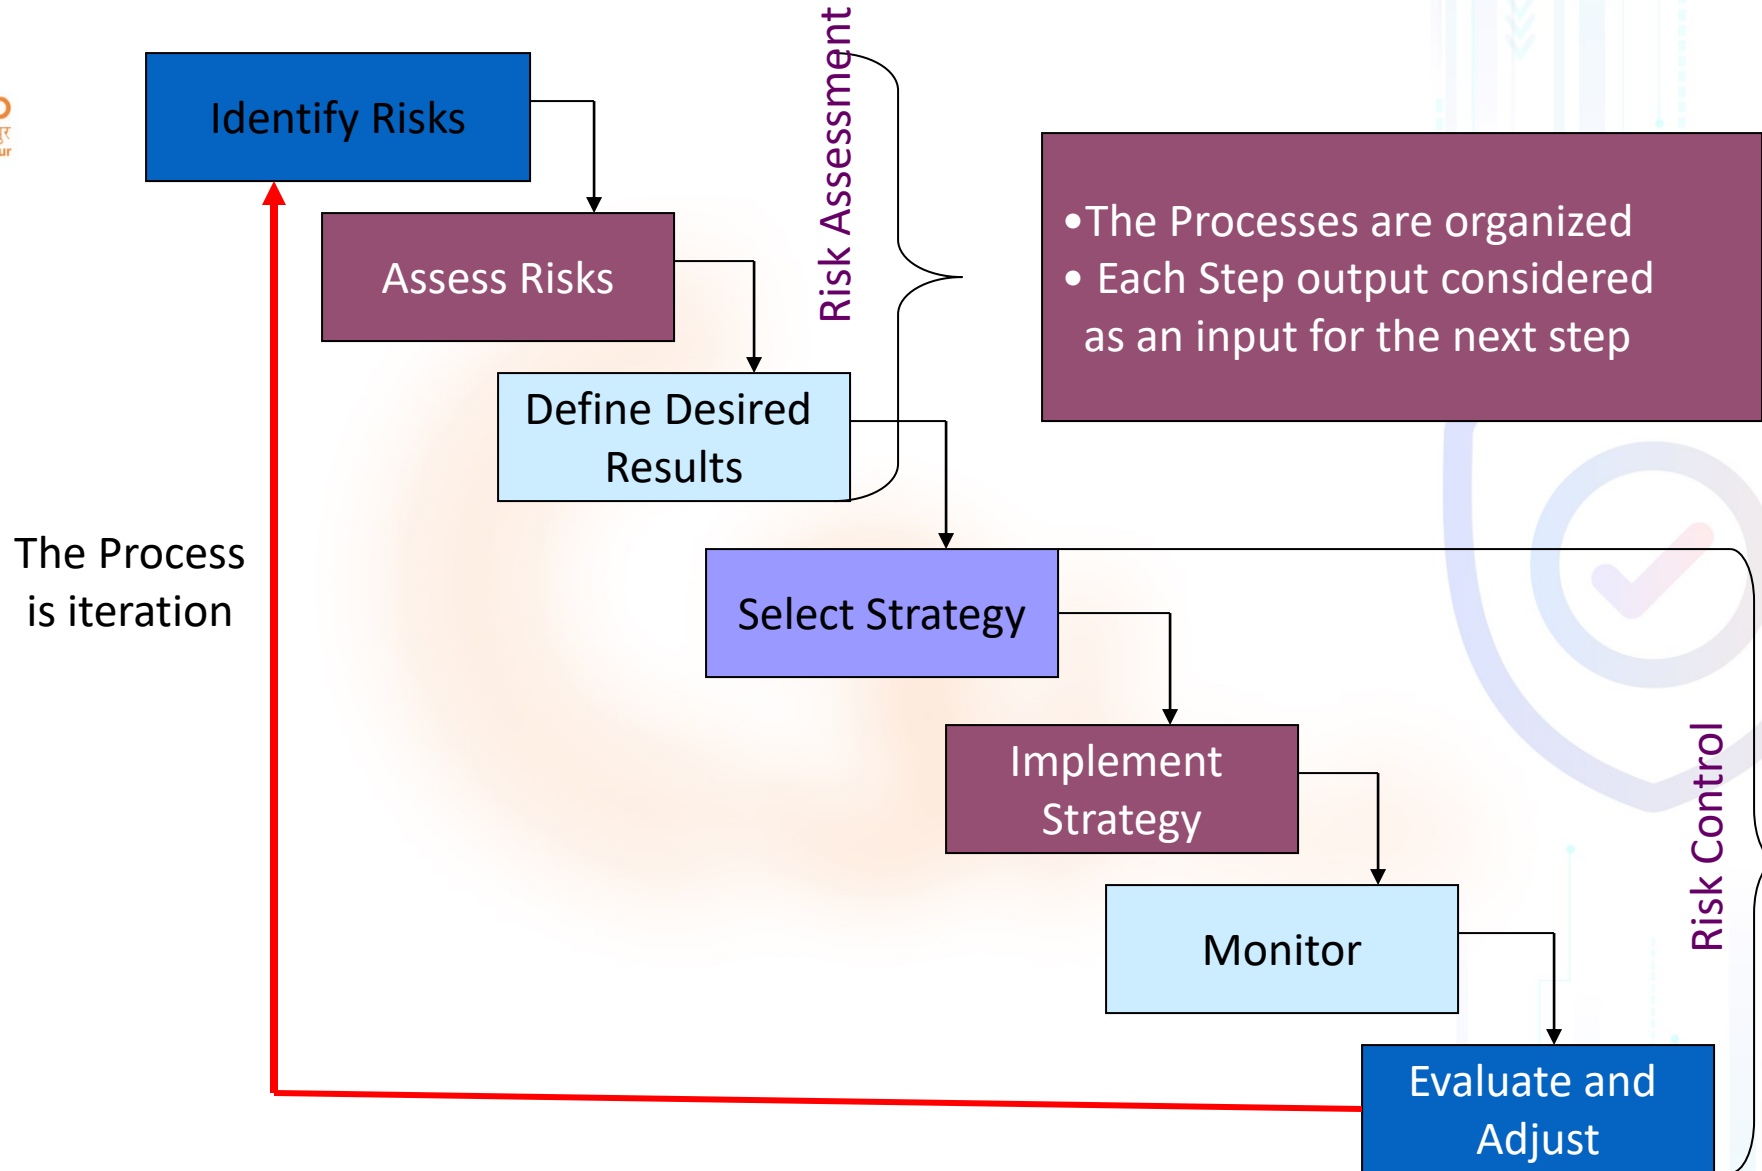 Identify Risks
Assess Risks
Define Desired
Results
Risk Assessment
•The Processes are organized
• Each Step output considered
as an input for the next step
The Process
is iteration
Select Strategy
Implement
Strategy
Monitor
Evaluate and
Adjust
Risk Control